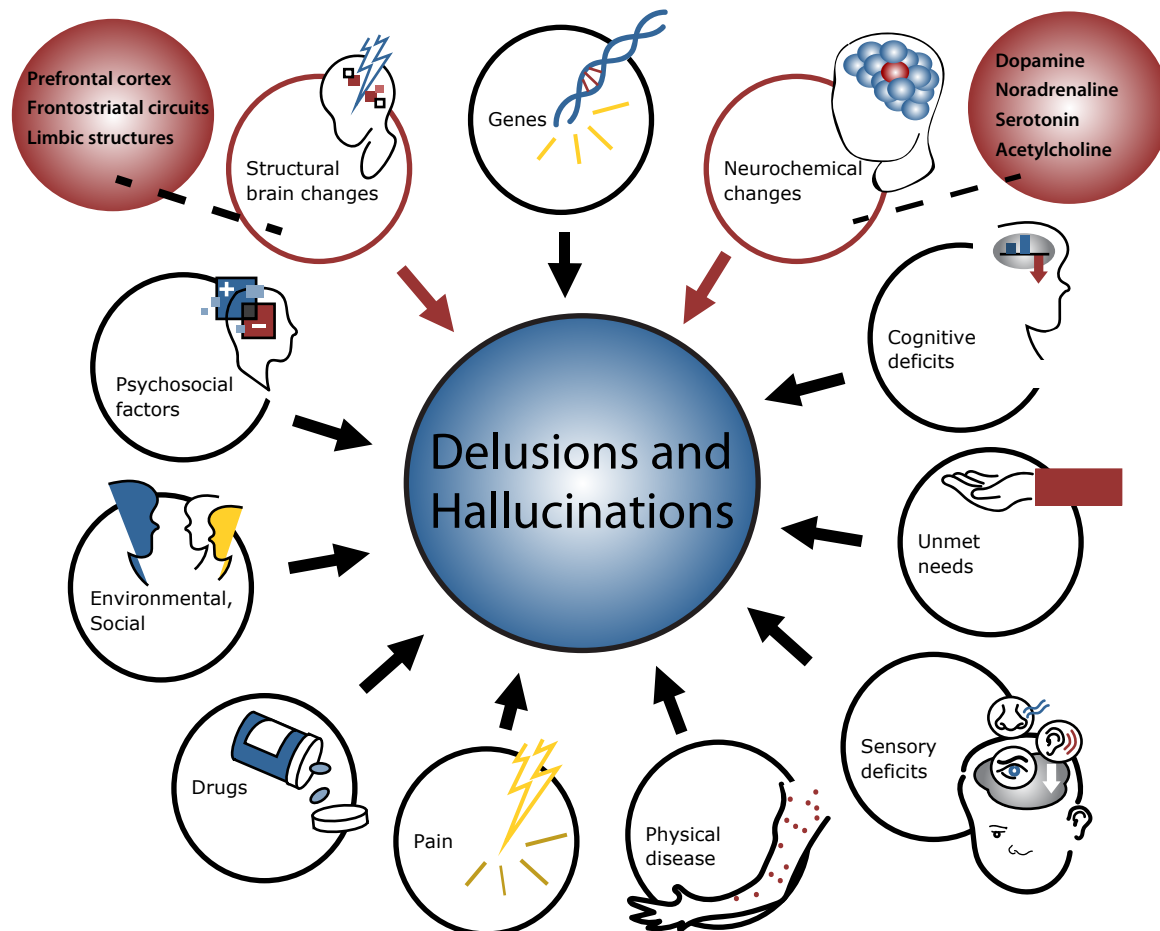 Prefrontal cortex
Frontostriatal circuits
Limbic structures
Structural
brain changes
Genes
Neurochemical
changes
Dopamine
Noradrenaline
Serotonin
Acetylcholine
Psychosocial
factors
Cognitive
deficits
Delusions and
Hallucinations
Environmental,
Social
Unmet
needs
Drugs
Pain
Physical
disease
Sensory
deficits